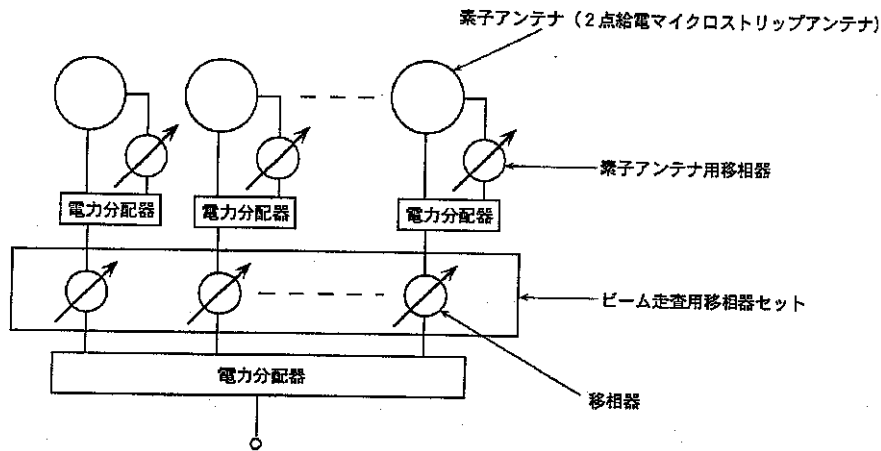 素子アンテナ（２点給電マイクロストリップアンテナ）
素子アンテナ用移相器
電力分配器
電力分配器
電力分配器
ビーム走査用移相器セット
電力分配器
移相器